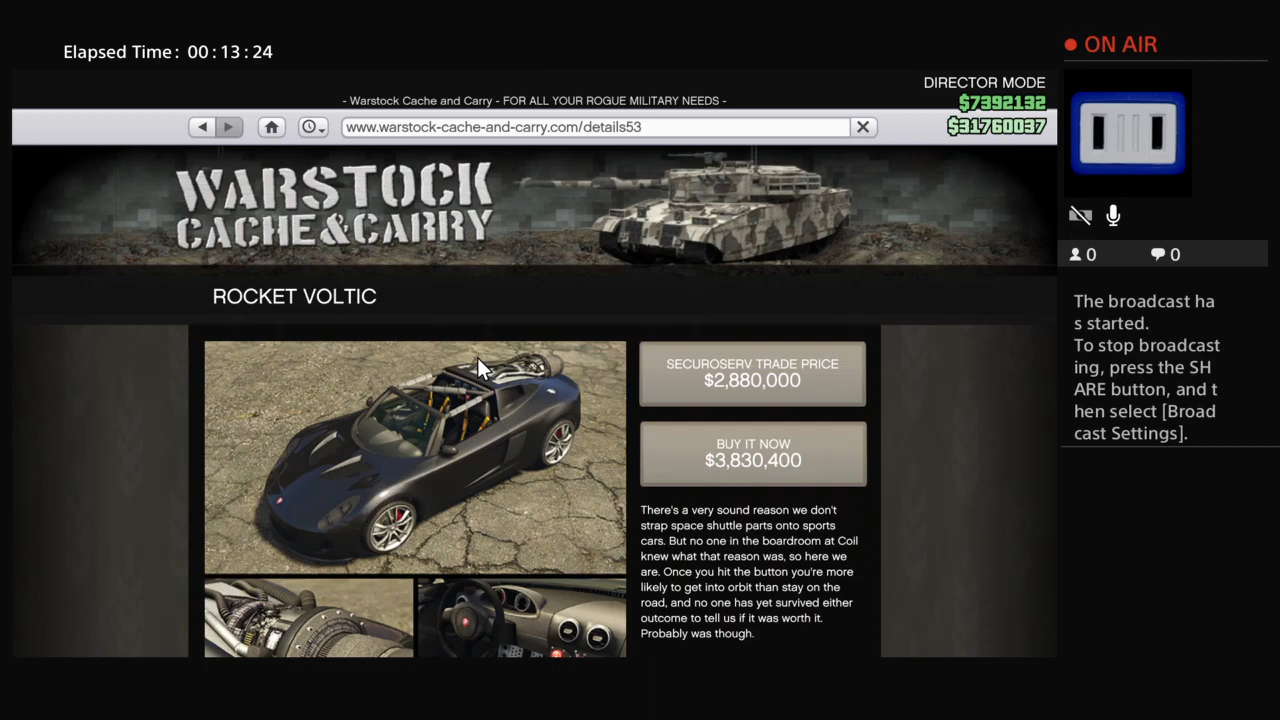 Elapsed Time: 00:13:24
ON AIR
DIRECTOR MODE
- Warstock Cache and Carry - FOR ALL YOUR ROGUE MILITARY NEEDS -
$7392132
www.warstock-cache-and-carry.com/details53
$31760037
WARSTOCK
CACHE&CARRY
0 0
ROCKET VOLTIC
The broadcast ha
s started.
To stop broadcast
ing, press the SH
ARE button, and t
hen select [Broad
cast Settings].
SECUROSERV TRADE PRICE
$2,880,000
BUY IT NOW
$3,830,400
There's a very sound reason we don't
strap space shuttle parts onto sports
cars. But no one in the boardroom at Coil
knew what that reason was, so here we
are. Once you hit the button you're more
likely to get into orbit than stay on the
road, and no one has yet survived either
outcome to tell us if it was worth it.
Probably was though.